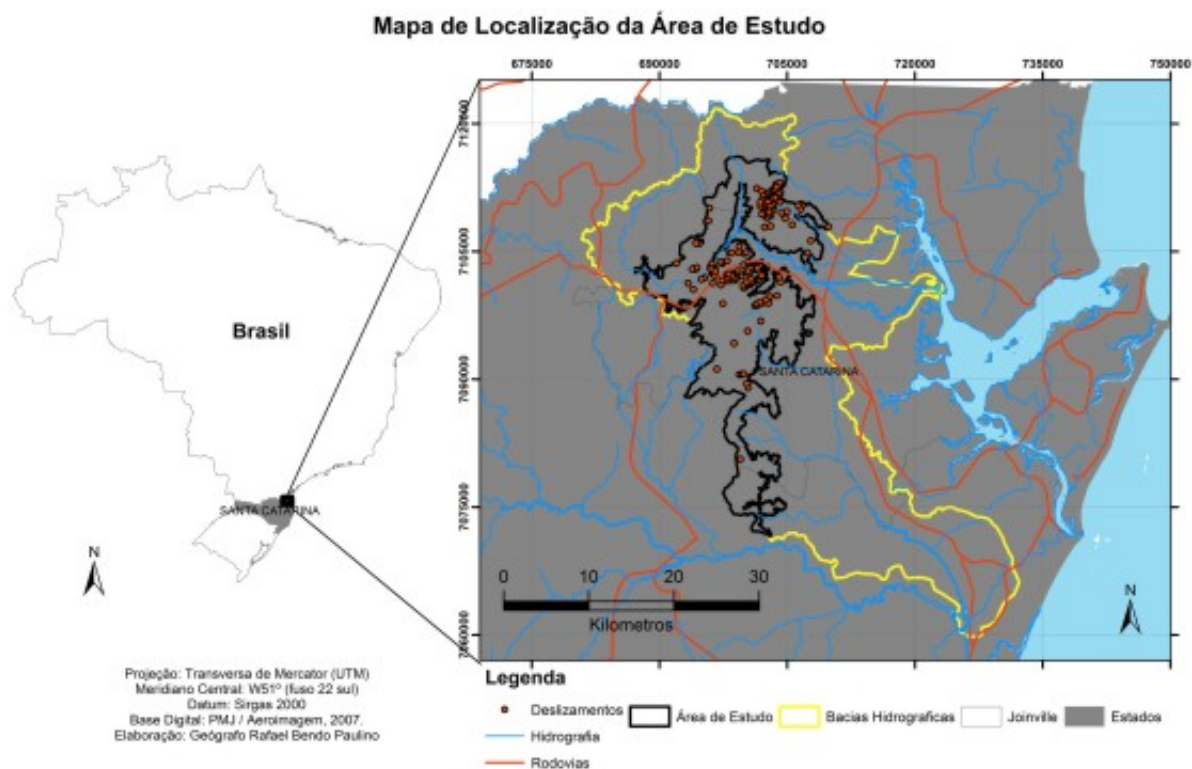 Mapa de Localização da Área de Estudo
675000 690000 705000 720000 735000 750000
7120000
7105000
7090000
7075000
7060000
Brasil
SANTA CATARINA
N
SANTA CATARINA
0 10 20 30
Kilometros
N
Projeção: Transversa de Mercator (UTM)
Meridiano Central: W51º (fuso 22 sul)
Datum: Sirgas 2000
Base Digital: PMJ / Aeroimagem, 2007.
Elaboração: Geógrafo Rafael Bendo Paulino
Legenda
Deslizamentos Área de Estudo Bacias Hidrograficas Joinville Estados
Hidrografia
Rodovias